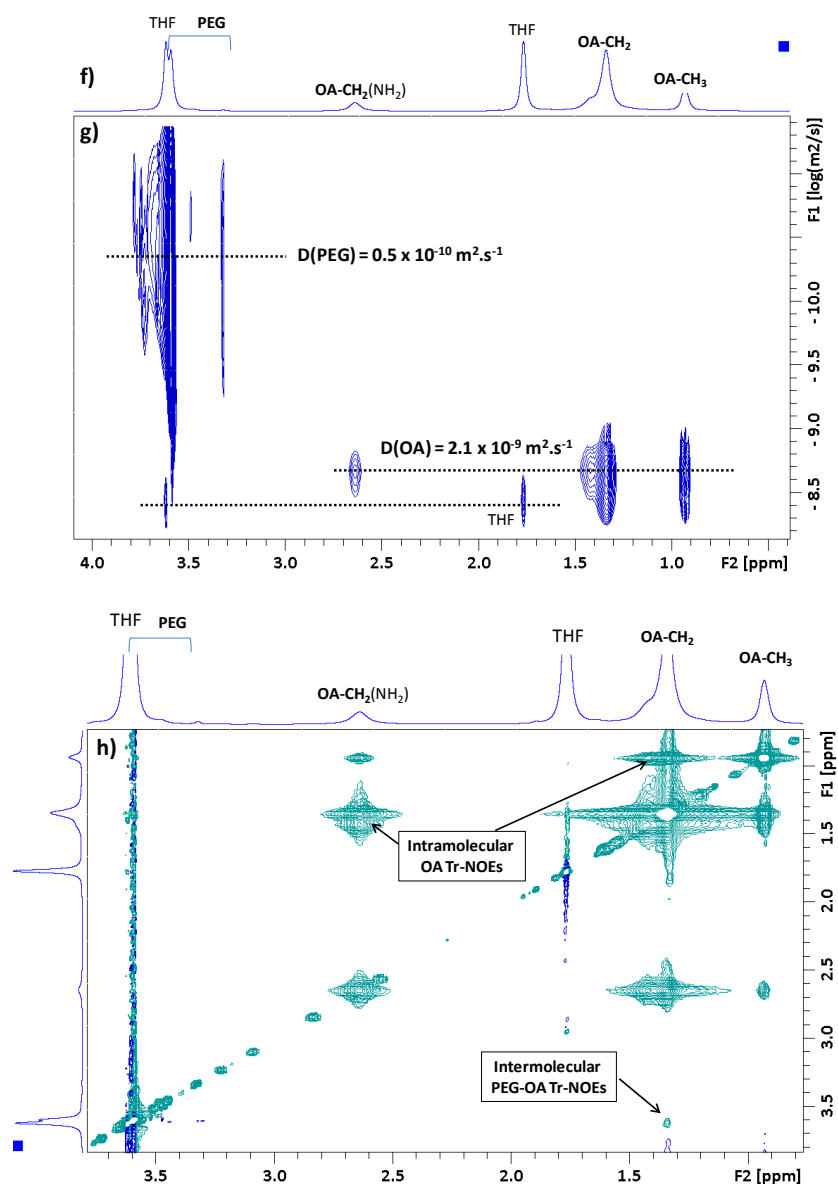 THF PEG THF OA-CH2 OA-CH3
f)
OA-CH2(NH2)
g)
F1 [log(m2/s)]
D(PEG) = 0.5 x 10-10 m2.s-1
- 10.0
- 9.5
- 9.0
D(OA) = 2.1 x 10-9 m2.s-1
- 8.5
THF
4.0 3.5 3.0 2.5 2.0 1.5 1.0 F2 [ppm]
THF PEG THF OA-CH2 OA-CH3
OA-CH2(NH2)
h)
F1 [ppm]
Intramolecular
OA Tr-NOEs
1.5
2.0
2.5
3.0
Intermolecular
PEG-OA Tr-NOEs
3.5
3.5 3.0 2.5 2.0 1.5 F2 [ppm]